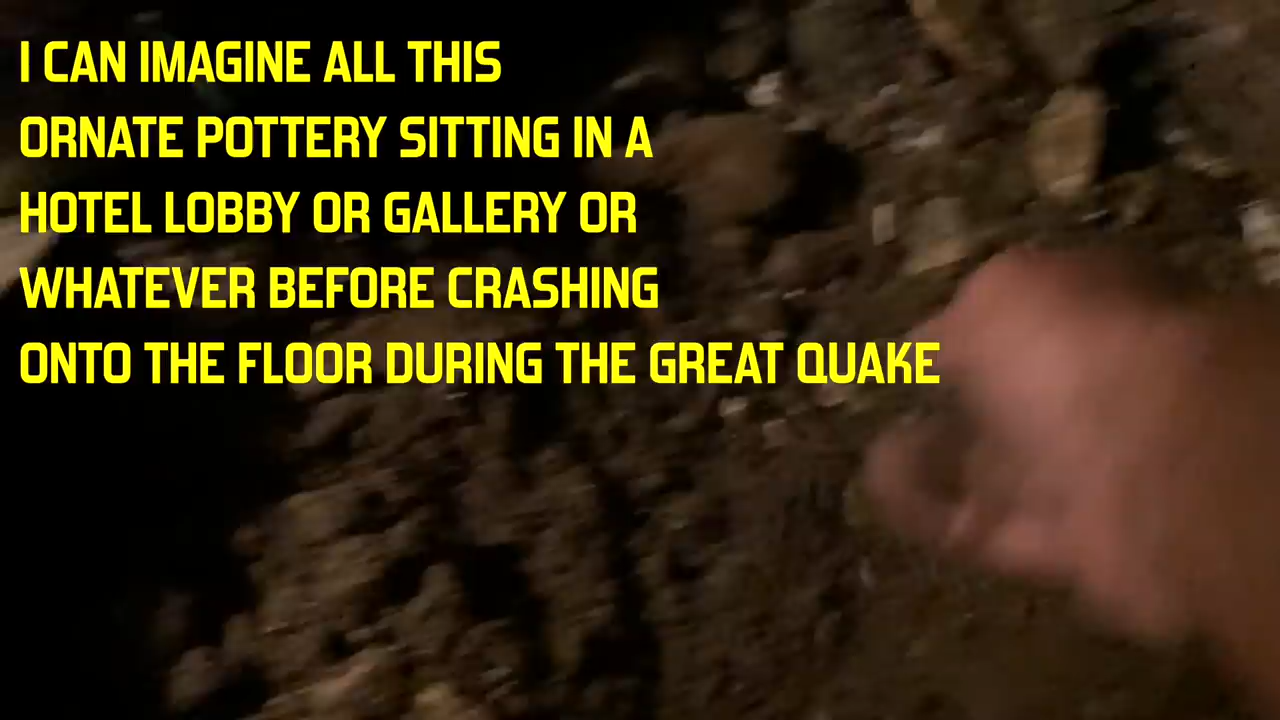 I CAN IMAGINE ALL THIS
ORNATE POTTERY SITTING IN A
HOTEL LOBBY OR GALLERY OR
WHATEVER BEFORE CRASHING
ONTO THE FLOOR DURING THE GREAT QUAKE